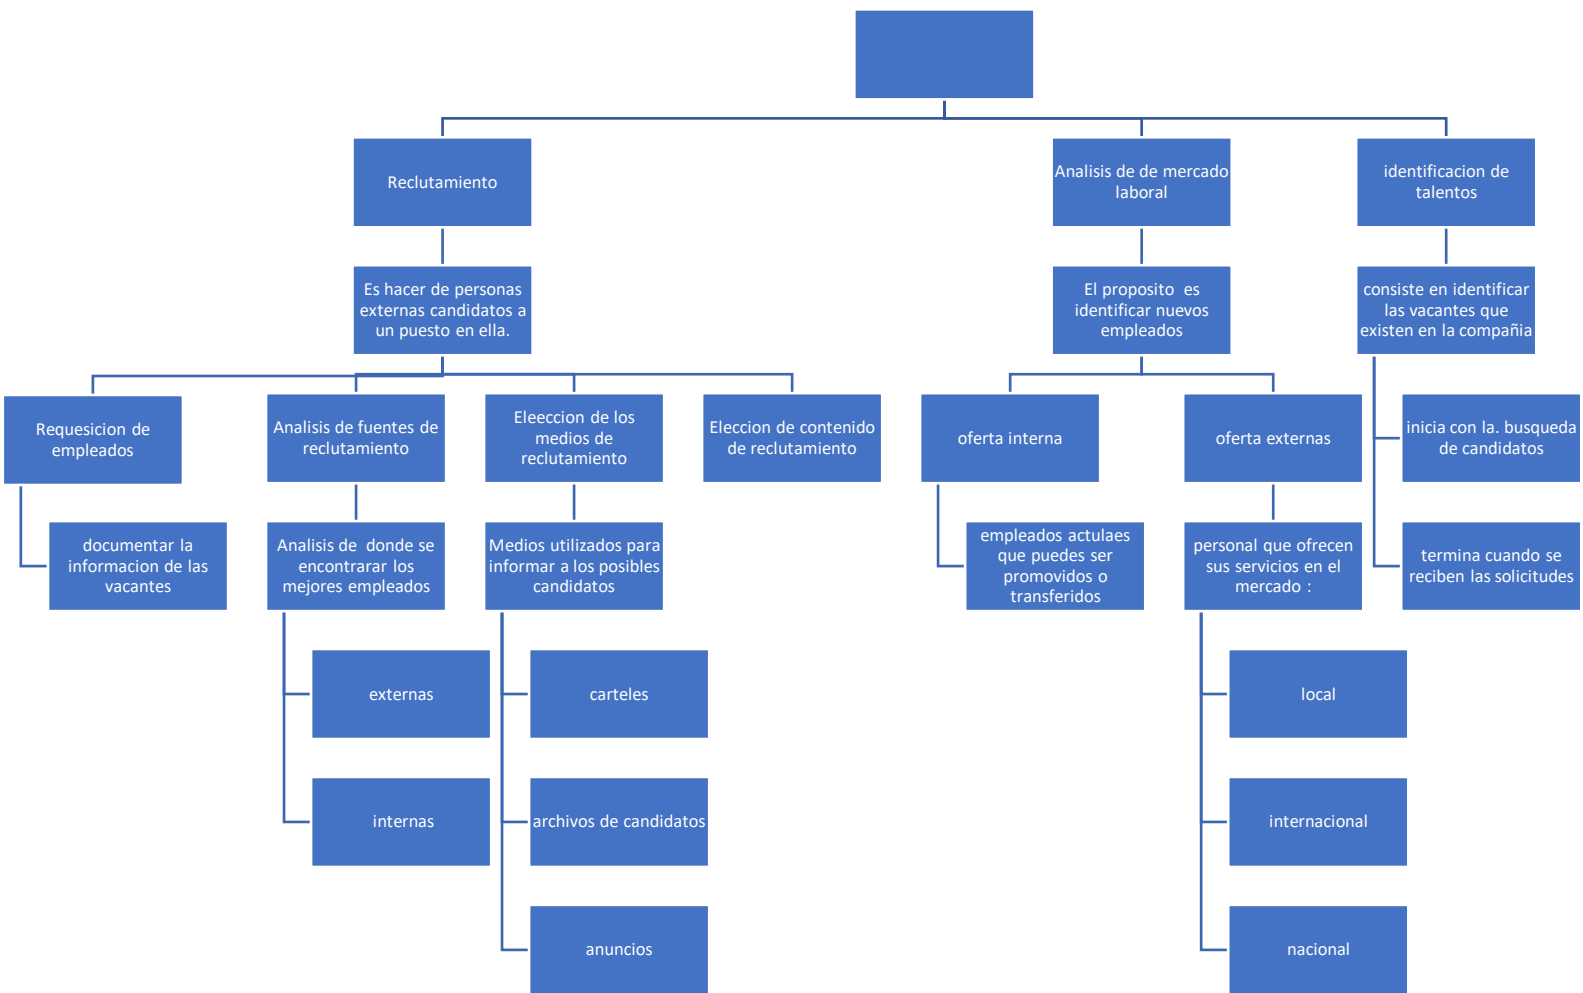 Reclutamiento
Analisis de de mercado
laboral
identificacion de
talentos
Es hacer de personas
externas candidatos a
un puesto en ella.
El proposito  es
identificar nuevos
empleados
consiste en identificar
las vacantes que
existen en la compañia
Requesicion de
empleados
Analisis de fuentes de
reclutamiento
Eleeccion de los
medios de
reclutamiento
Eleccion de contenido
de reclutamiento
oferta interna
oferta externas
inicia con la. busqueda
de candidatos
documentar la
informacion de las
vacantes
Analisis de  donde se
encontrarar los
mejores empleados
Medios utilizados para
informar a los posibles
candidatos
empleados actulaes
que puedes ser
promovidos o
transferidos
personal que ofrecen
sus servicios en el
mercado :
termina cuando se
reciben las solicitudes
externas
carteles
local
internas
archivos de candidatos
internacional
anuncios
nacional